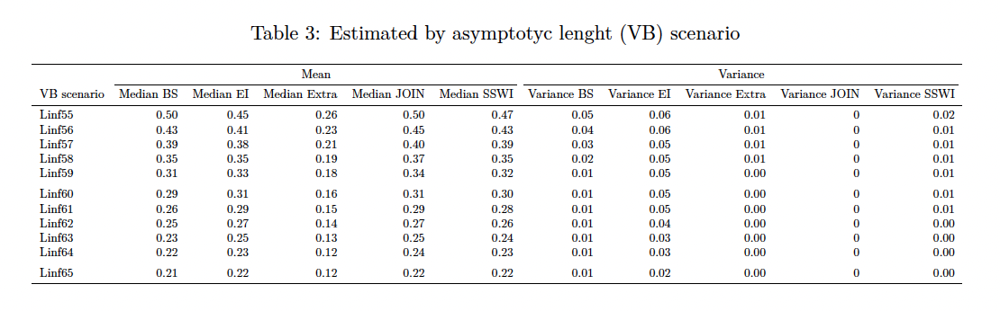 Table 3: Estimated by asymptotyc lenght (VB) scenario
Mean Variance
VB scenario Median BS Median EI Median Extra Median JOIN Median SSWI Variance BS Variance EI Variance Extra Variance JOIN Variance SSWI
Linf55 0.50 0.45 0.26 0.50 0.47 0.05 0.06 0.01 0 0.02
Linf56 0.43 0.41 0.23 0.45 0.43 0.04 0.06 0.01 0 0.01
Linf57 0.39 0.38 0.21 0.40 0.39 0.03 0.05 0.01 0 0.01
Linf58 0.35 0.35 0.19 0.37 0.35 0.02 0.05 0.01 0 0.01
Linf59 0.31 0.33 0.18 0.34 0.32 0.01 0.05 0.00 0 0.01
Linf60 0.29 0.31 0.16 0.31 0.30 0.01 0.05 0.00 0 0.01
Linf61 0.26 0.29 0.15 0.29 0.28 0.01 0.05 0.00 0 0.01
Linf62 0.25 0.27 0.14 0.27 0.26 0.01 0.04 0.00 0 0.00
Linf63 0.23 0.25 0.13 0.25 0.24 0.01 0.03 0.00 0 0.00
Linf64 0.22 0.23 0.12 0.24 0.23 0.01 0.03 0.00 0 0.00
Linf65 0.21 0.22 0.12 0.22 0.22 0.01 0.02 0.00 0 0.00